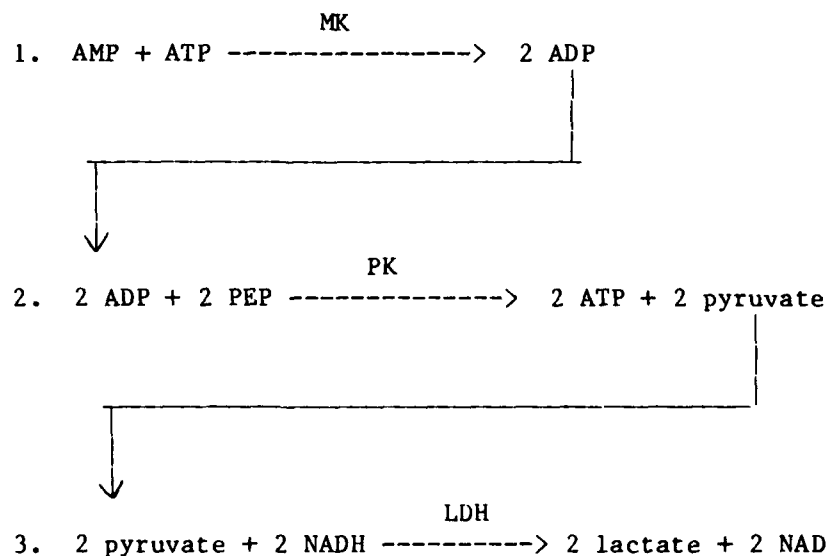 MK
1. AMP + ATP ----------------> 2 ADP
PK
2. 2 ADP + 2 PEP --------------> 2 ATP + 2 pyruvate
LDH
3. 2 pyruvate + 2 NADH ----------> 2 lactate + 2 NAD